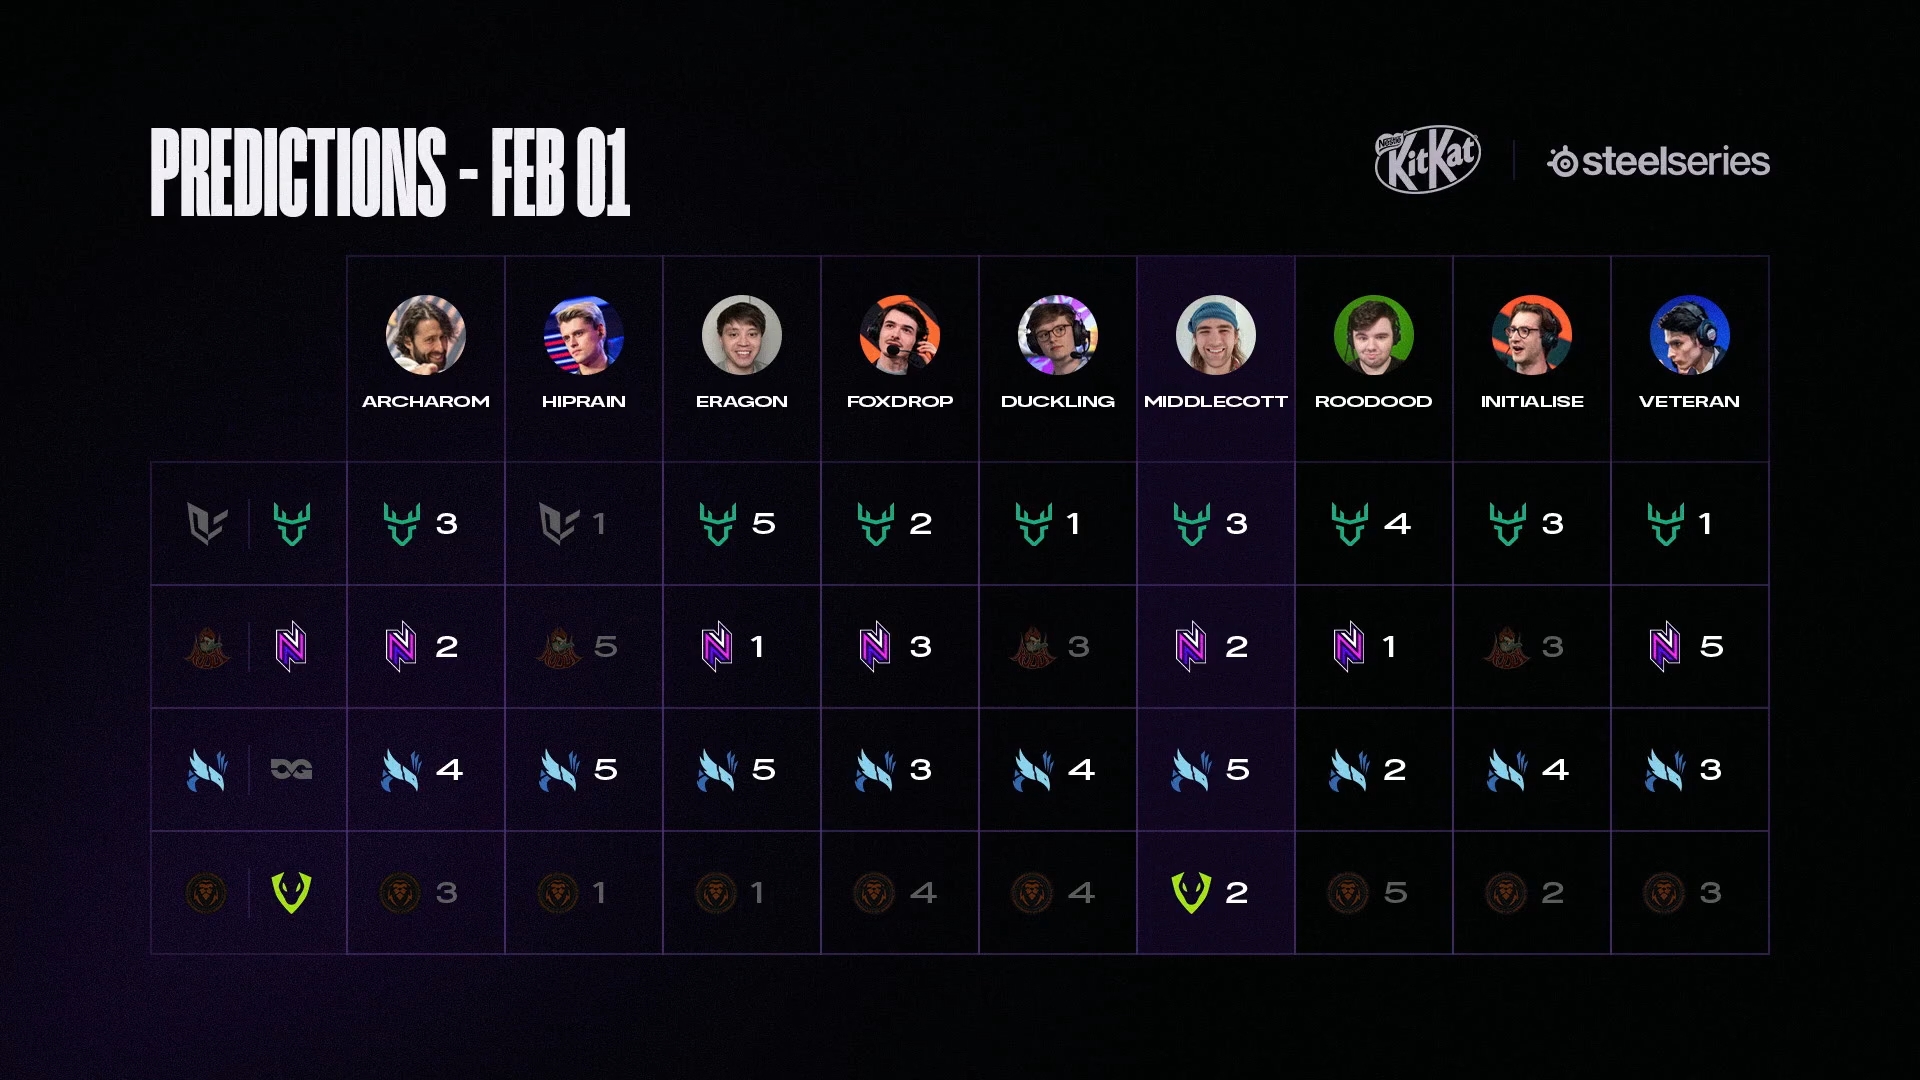 PREDICTIONS - FEB 01
Nestlé KitKat
steelseries
ARCHAROM HIPRAIN ERAGON FOXDROP DUCKLING MIDDLECOTT ROODOOD INITIALISE VETERAN
3 1 5 2 1 3 4 3 1
2 5 1 3 3 2 1 3 5
4 5 5 3 4 5 2 4 3
3 1 1 4 4 2 5 2 3